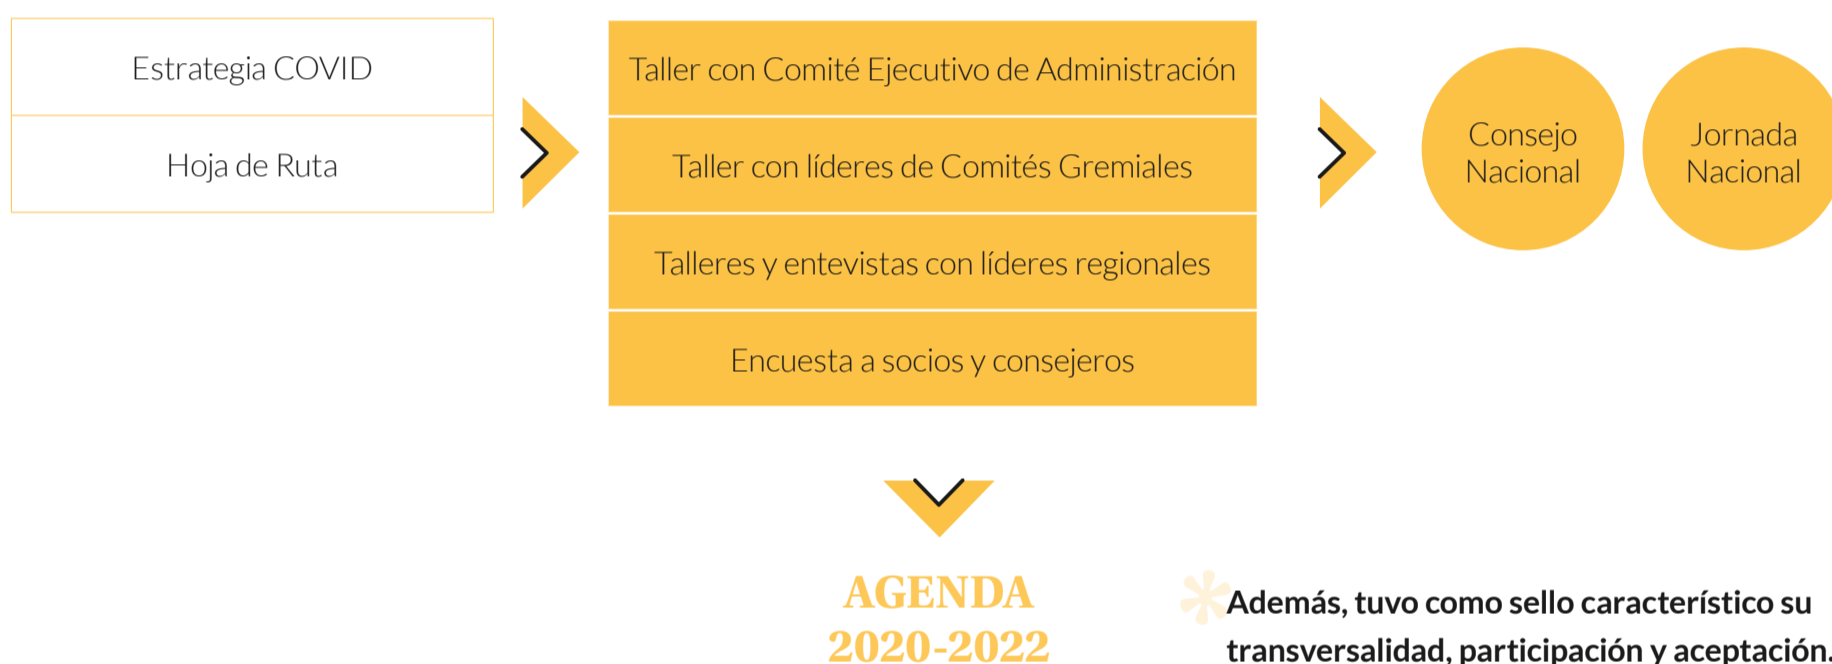 Estrategia COVID
Hoja de Ruta
Taller con Comité Ejecutivo de Administración
Taller con líderes de Comités Gremiales
Talleres y entevistas con líderes regionales
Encuesta a socios y consejeros
Consejo
Nacional
Jornada
Nacional
AGENDA
2020-2022
*Además, tuvo como sello característico su
transversalidad, participación y aceptación.